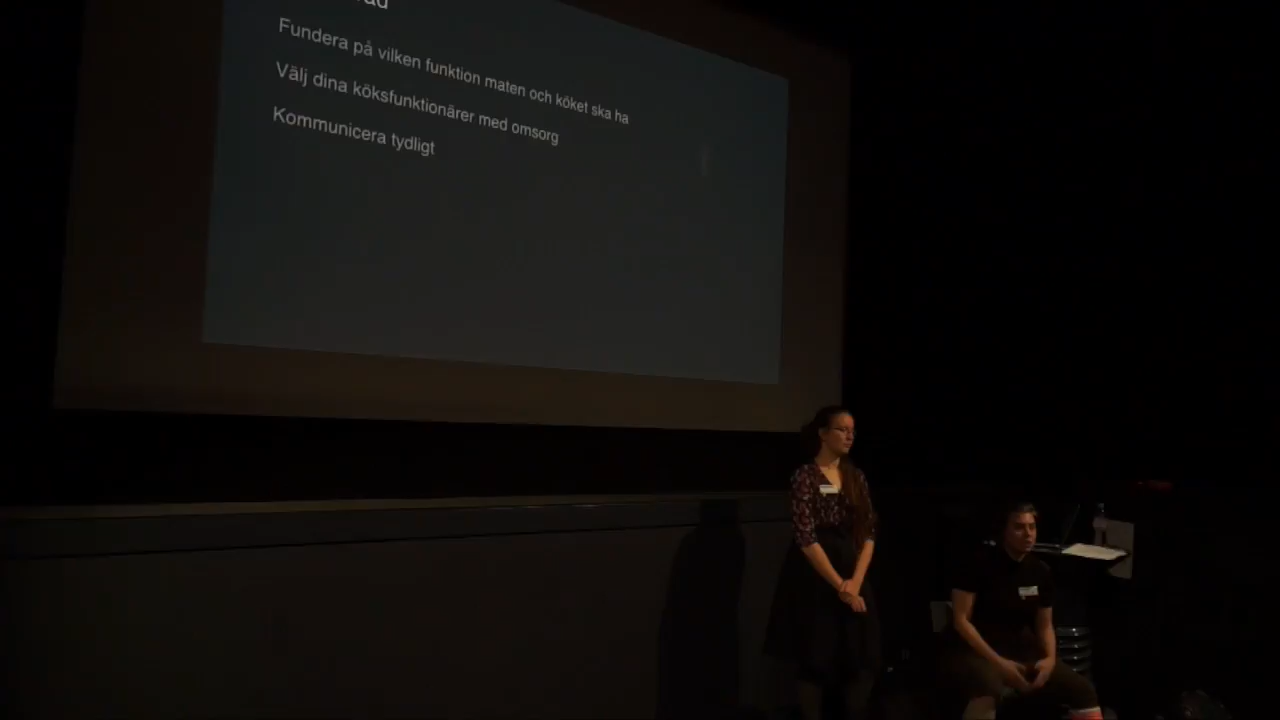 Fundera på vilken funktion maten och köket ska ha
Välj dina köksfunktionärer med omsorg
Kommunicera tydligt